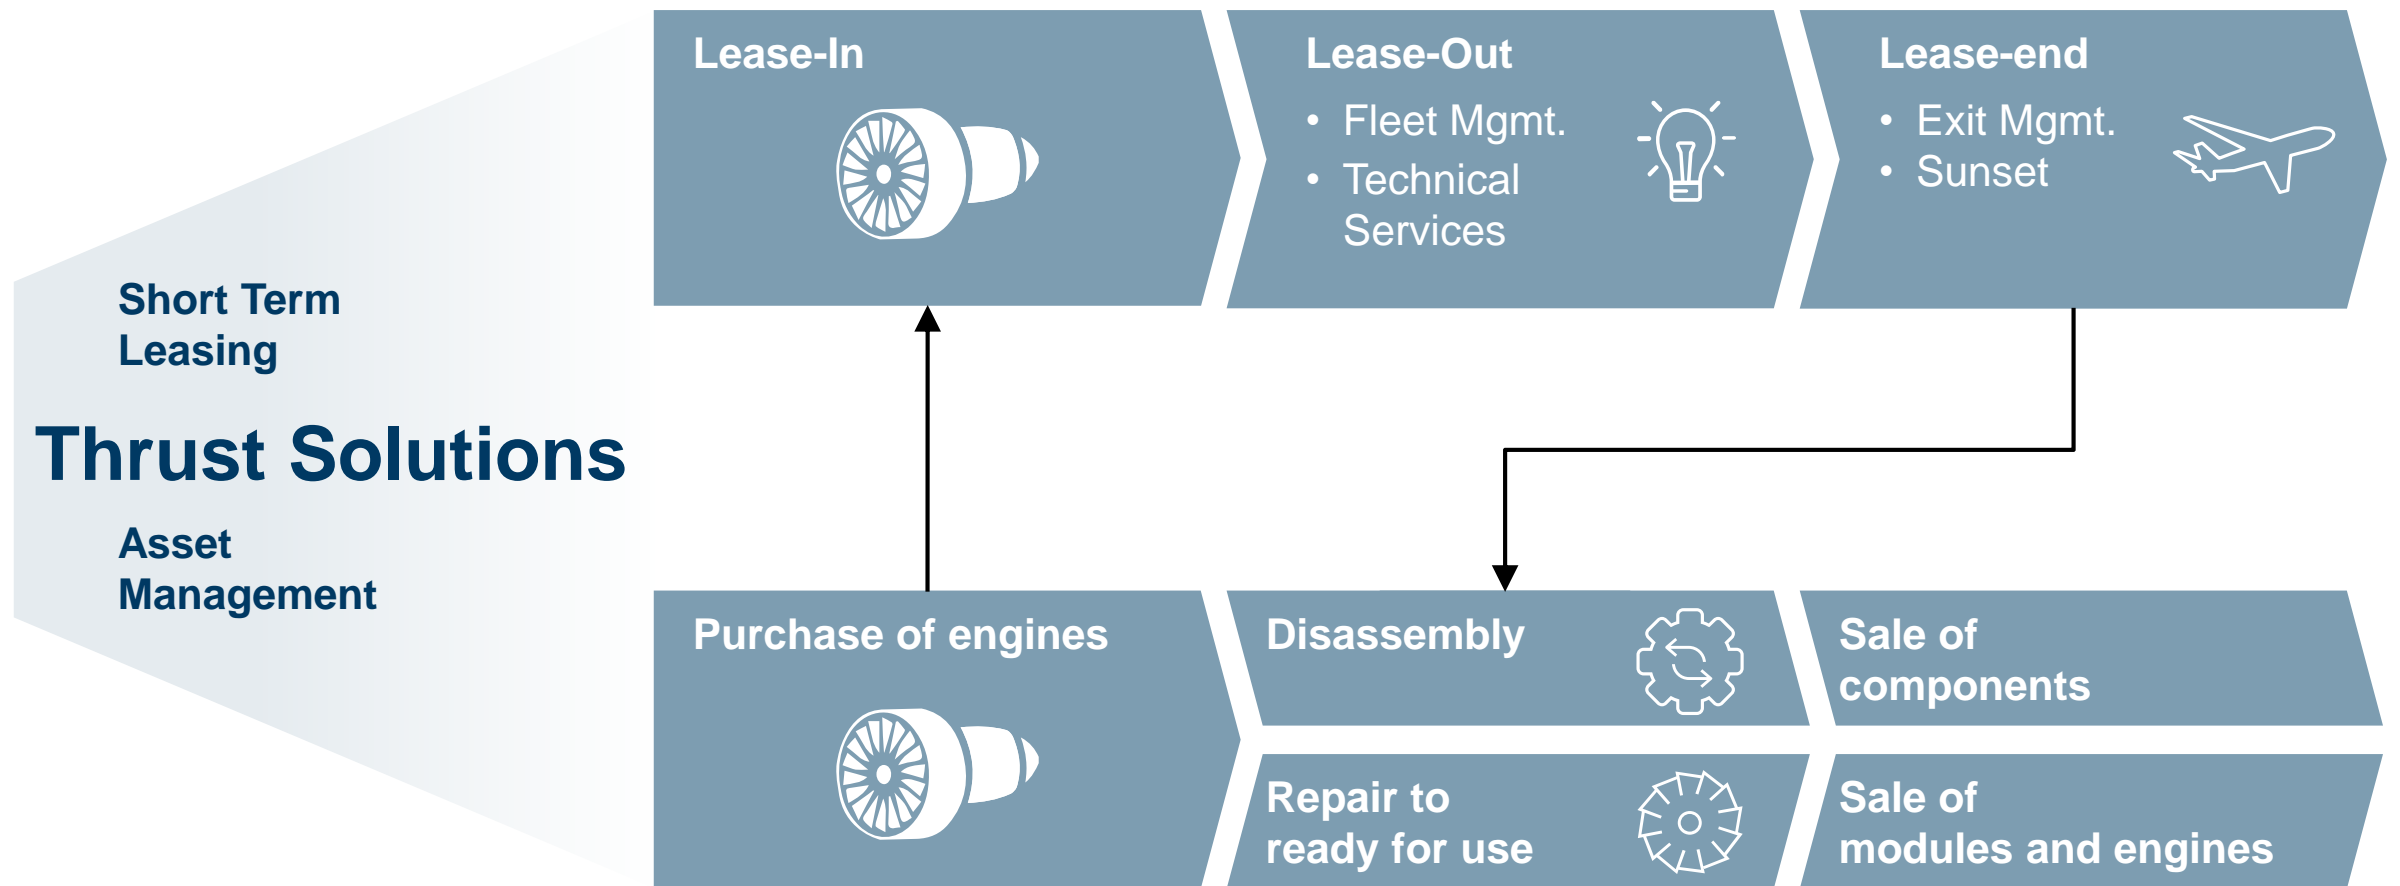 Short Term
Leasing
Thrust Solutions
Asset
Management
Lease-In
Lease-Out
• Fleet Mgmt.
• Technical
Services
Lease-end
• Exit Mgmt.
• Sunset
Purchase of engines
Disassembly
Sale of
components
Repair to
ready for use
Sale of
modules and engines